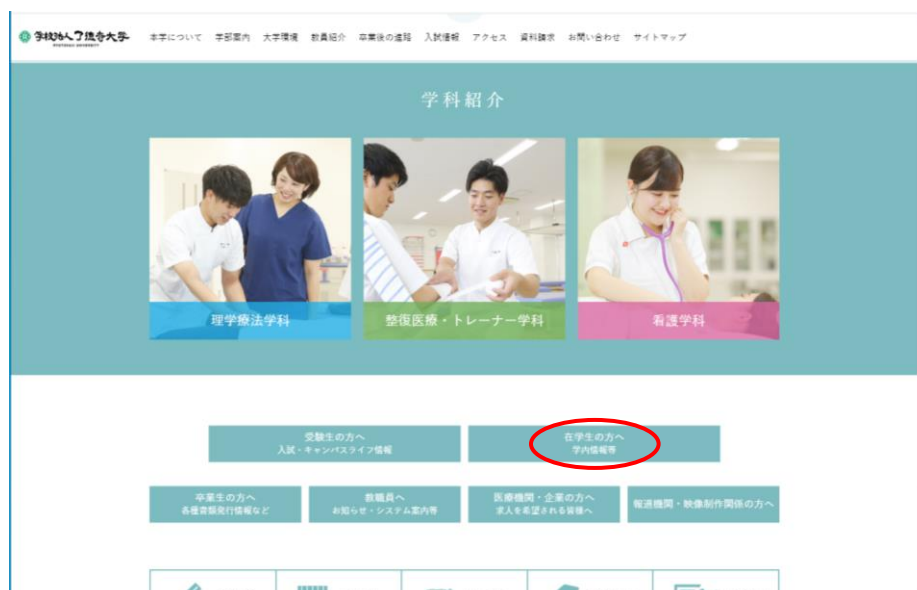 学校法人了徳寺大学
本学について 学部案内 大学環境 教員紹介 卒業後の進路 入試情報 アクセス 資料請求 お問い合わせ サイトマップ
学科紹介
理学療法学科 整復医療・トレーナー学科 看護学科
受験生の方へ
入試・キャンパスライフ情報
在学生の方へ
学内情報等
卒業生の方へ
各種書類発行情報など
教職員へ
お知らせ・システム案内等
医療機関・企業の方へ
求人を希望される皆様へ
報道機関・映像制作関係の方へ